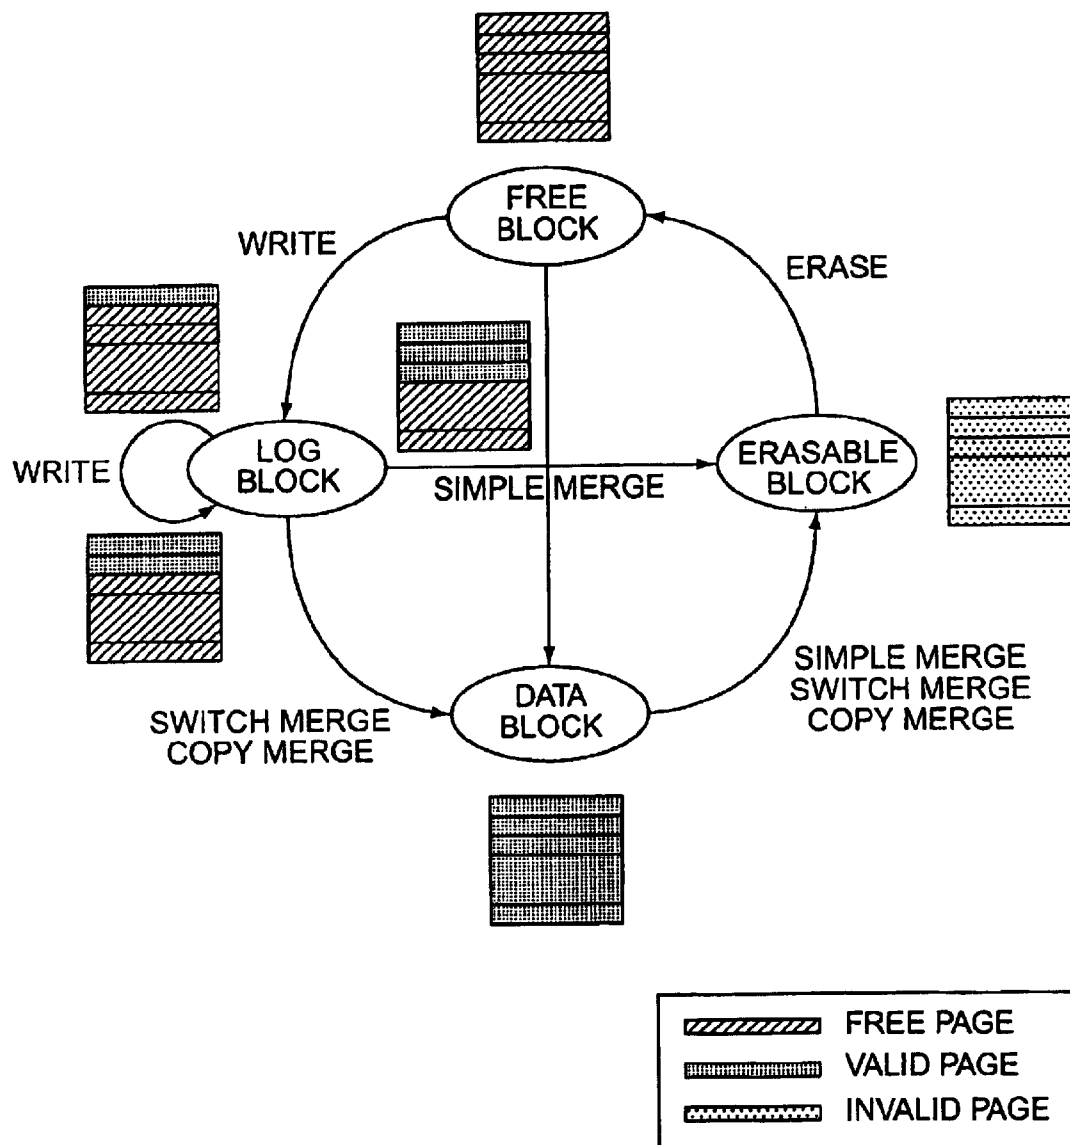 FREE
BLOCK
WRITE
ERASE
LOG
BLOCK
WRITE
SIMPLE MERGE
ERASABLE
BLOCK
DATA
BLOCK
SWITCH MERGE
COPY MERGE
SIMPLE MERGE
SWITCH MERGE
COPY MERGE
FREE PAGE
VALID PAGE
INVALID PAGE